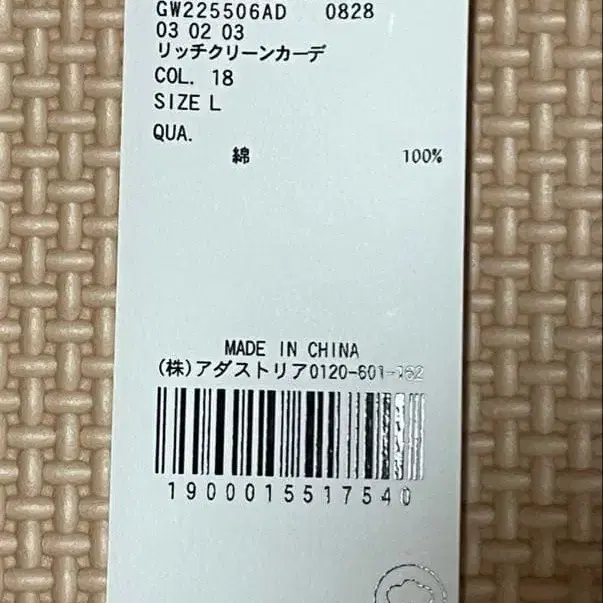 GW225506AD 0828
03 02 03
リッチクリーンカーデ
COL. 18
SIZE L
QUA.
綿 100%
MADE IN CHINA
(株)アダストリア0120-601-162
1900015517540